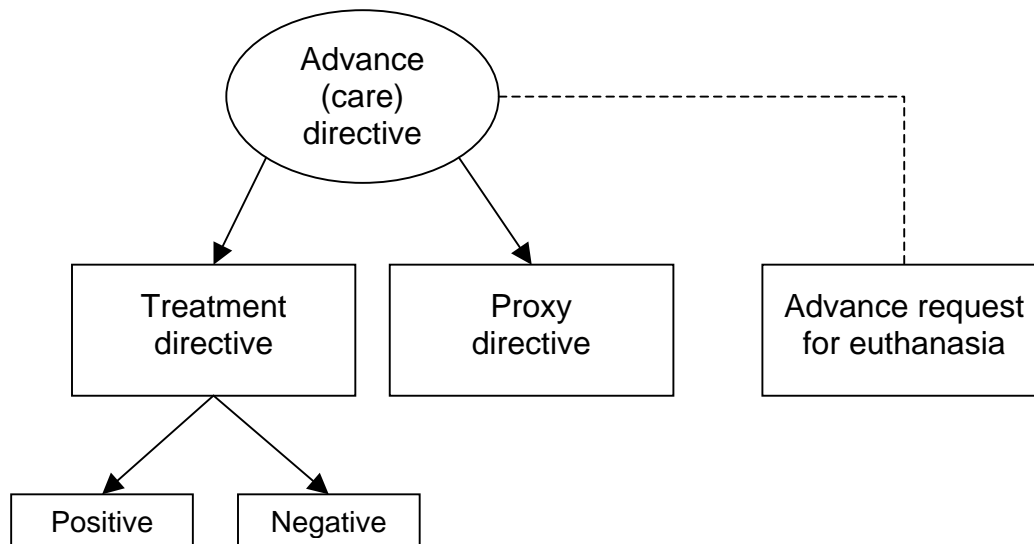 Advance
(care)
directive
Treatment
directive
Proxy
directive
Advance request
for euthanasia
Positive
Negative